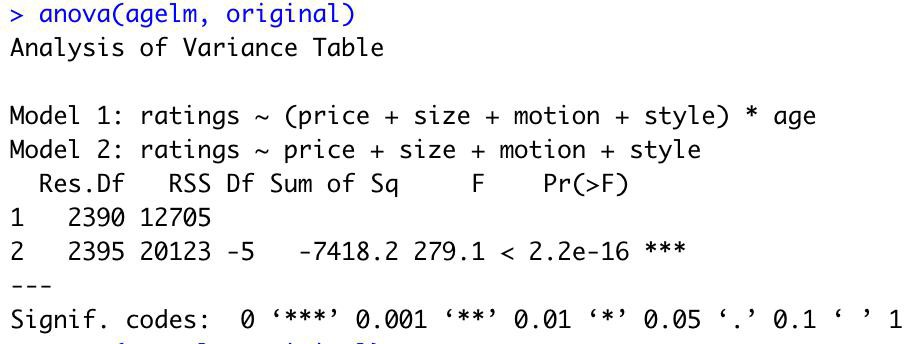 > anova(agelm, original)
Analysis of Variance Table

Model 1: ratings ~ (price + size + motion + style) * age
Model 2: ratings ~ price + size + motion + style
  Res.Df   RSS Df Sum of Sq     F    Pr(>F)
1   2390 12705
2   2395 20123 -5   -7418.2 279.1 < 2.2e-16 ***
---
Signif. codes:  0 ‘***’ 0.001 ‘**’ 0.01 ‘*’ 0.05 ‘.’ 0.1 ‘ ’ 1